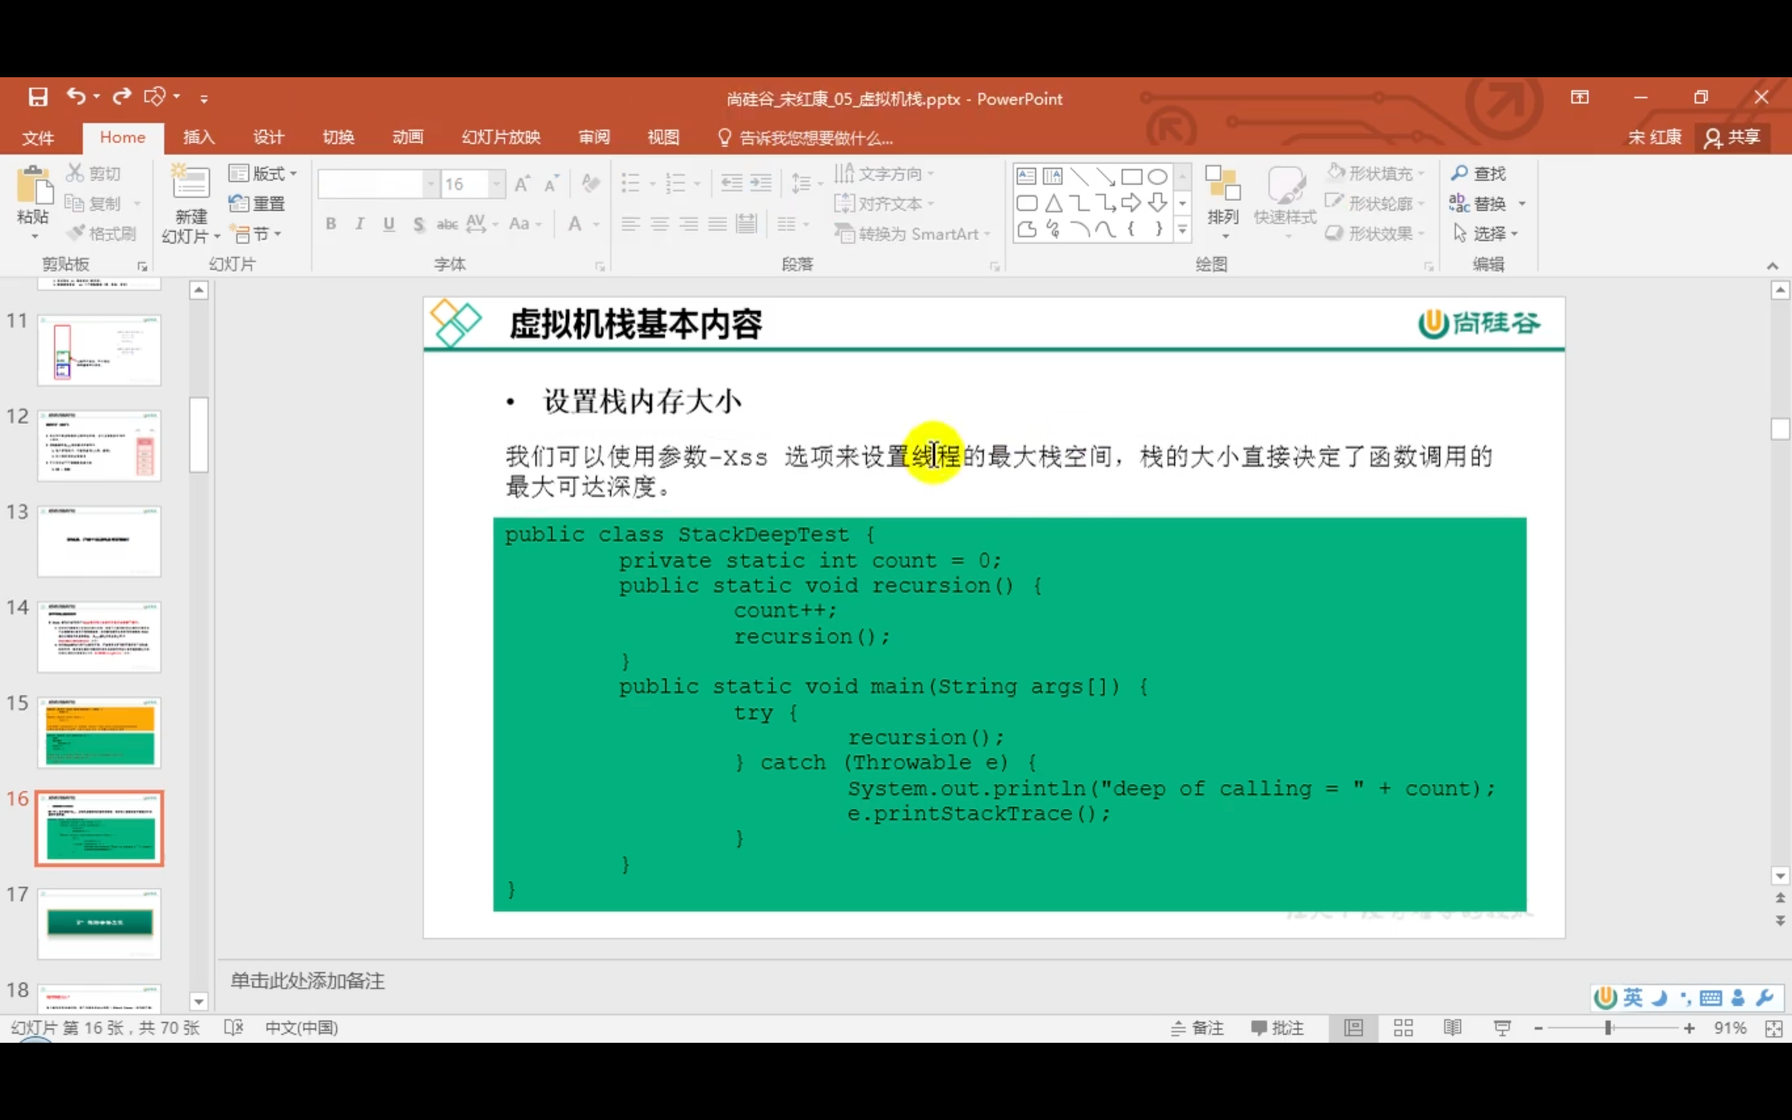 尚硅谷_宋红康_05_虚拟机栈.pptx - PowerPoint
文件 Home 插入 设计 切换 动画 幻灯片放映 审阅 视图 告诉我您想要做什么... 宋 红康 共享
粘贴
剪切
复制
格式刷
剪贴板
新建
幻灯片
版式
重置
节
幻灯片
16
B I U S abc AV Aa A
字体
文字方向
对齐文本
转换为 SmartArt
段落
排列
快速样式
形状填充
形状轮廓
形状效果
绘图
查找
替换
选择
编辑
11
12
13
14
15
16
17
18
虚拟机栈基本内容
尚硅谷
• 设置栈内存大小
我们可以使用参数-Xss 选项来设置线程的最大栈空间，栈的大小直接决定了函数调用的
最大可达深度。
public class StackDeepTest {
private static int count = 0;
public static void recursion() {
count++;
recursion();
}
public static void main(String args[]) {
try {
recursion();
} catch (Throwable e) {
System.out.println("deep of calling = " + count);
e.printStackTrace();
}
}
}
单击此处添加备注
英
幻灯片 第 16 张，共 70 张 中文(中国) 备注 批注 91%